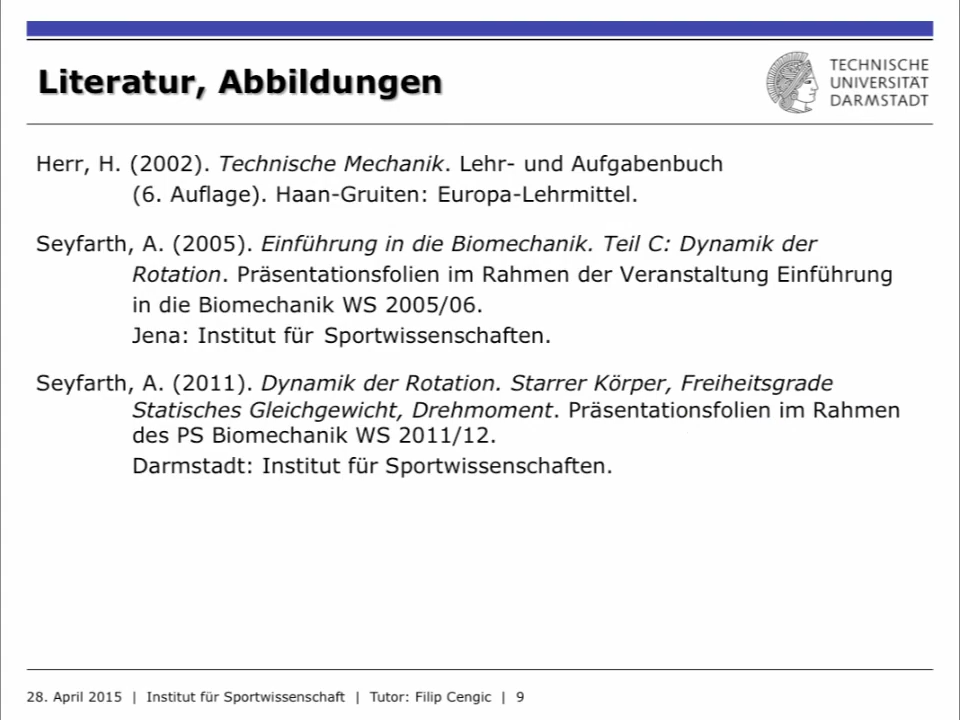 Literatur, Abbildungen
TECHNISCHE
UNIVERSITÄT
DARMSTADT
Herr, H. (2002). Technische Mechanik. Lehr- und Aufgabenbuch
(6. Auflage). Haan-Gruiten: Europa-Lehrmittel.
Seyfarth, A. (2005). Einführung in die Biomechanik. Teil C: Dynamik der
Rotation. Präsentationsfolien im Rahmen der Veranstaltung Einführung
in die Biomechanik WS 2005/06.
Jena: Institut für Sportwissenschaften.
Seyfarth, A. (2011). Dynamik der Rotation. Starrer Körper, Freiheitsgrade
Statisches Gleichgewicht, Drehmoment. Präsentationsfolien im Rahmen
des PS Biomechanik WS 2011/12.
Darmstadt: Institut für Sportwissenschaften.
28. April 2015 | Institut für Sportwissenschaft | Tutor: Filip Cengic | 9